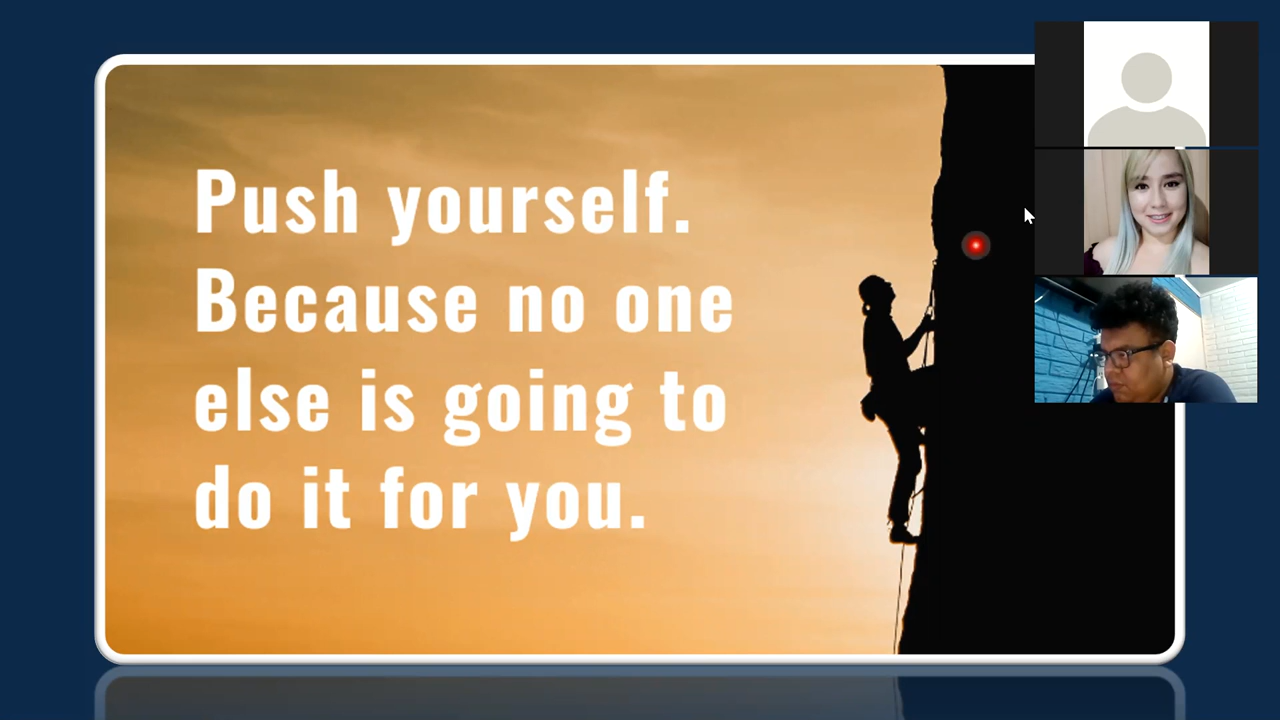 Push yourself.
Because no one
else is going to
do it for you.